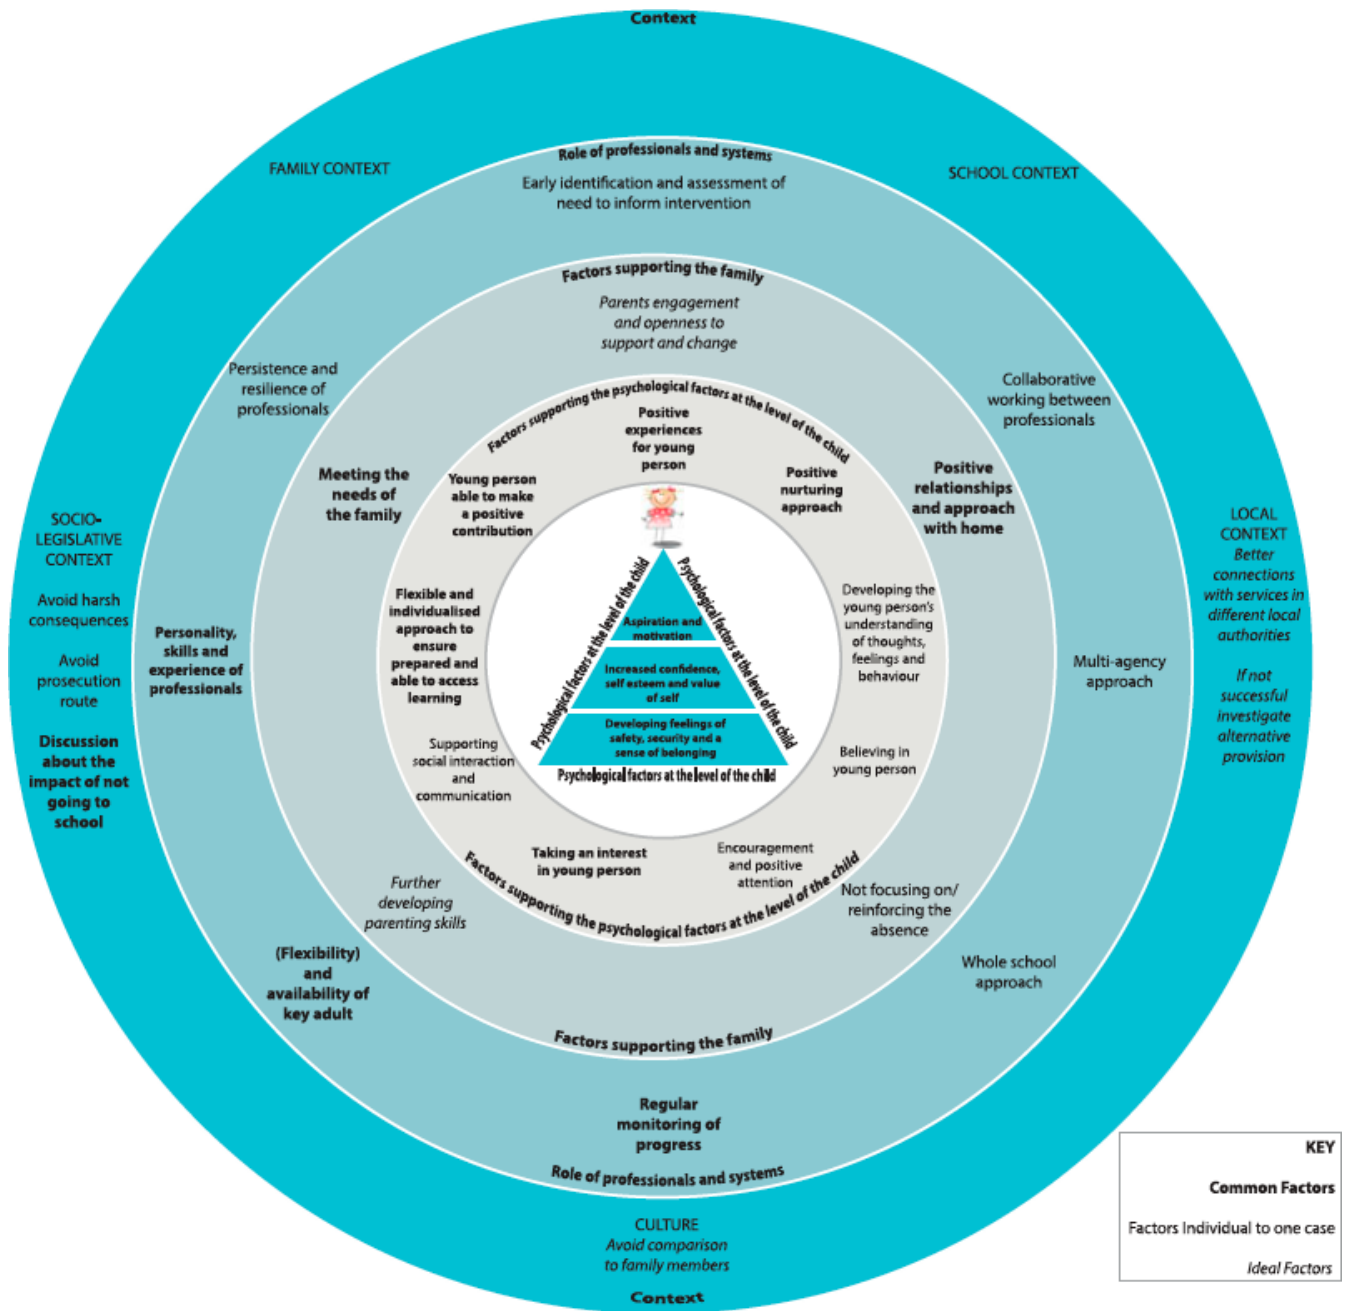 Context
FAMILY CONTEXT
SCHOOL CONTEXT
Role of professionals and systems
Early identification and assessment of
need to inform intervention
Factors supporting the family
Parents engagement
and openness to
support and change
Persistence and
resilience of
professionals
Collaborative
working between
professionals
Factors supporting the psychological factors at the level of the child
Positive
experiences
for young
person
Meeting the
needs of
the family
Young person
able to make
a positive
contribution
Positive
nurturing
approach
Positive
relationships
and approach
with home
SOCIO-
LEGISLATIVE
CONTEXT
Avoid harsh
consequences
Avoid
prosecution
route
Discussion
about the
impact of not
going to
school
Personality,
skills and
experience of
professionals
Flexible and
individualised
approach to
ensure
prepared and
able to access
learning
Supporting
social interaction
and
communication
Psychological factors at the level of the child
Psychological factors at the level of the child
Aspiration and
motivation
Increased confidence,
self esteem and value
of self
Developing feelings of
safety, security and a
sense of belonging
Psychological factors at the level of the child
Developing the
young person's
understanding
of thoughts,
feelings and
behaviour
Believing in
young person
Multi-agency
approach
LOCAL
CONTEXT
Better
connections
with services in
different local
authorities
If not
successful
investigate
alternative
provision
Taking an interest
in young person
Encouragement
and positive
attention
Factors supporting the psychological factors at the level of the child
Further
developing
parenting skills
Not focusing on/
reinforcing the
absence
(Flexibility)
and
availability of
key adult
Whole school
approach
Factors supporting the family
Regular
monitoring of
progress
Role of professionals and systems
CULTURE
Avoid comparison
to family members
Context
KEY
Common Factors
Factors Individual to one case
Ideal Factors